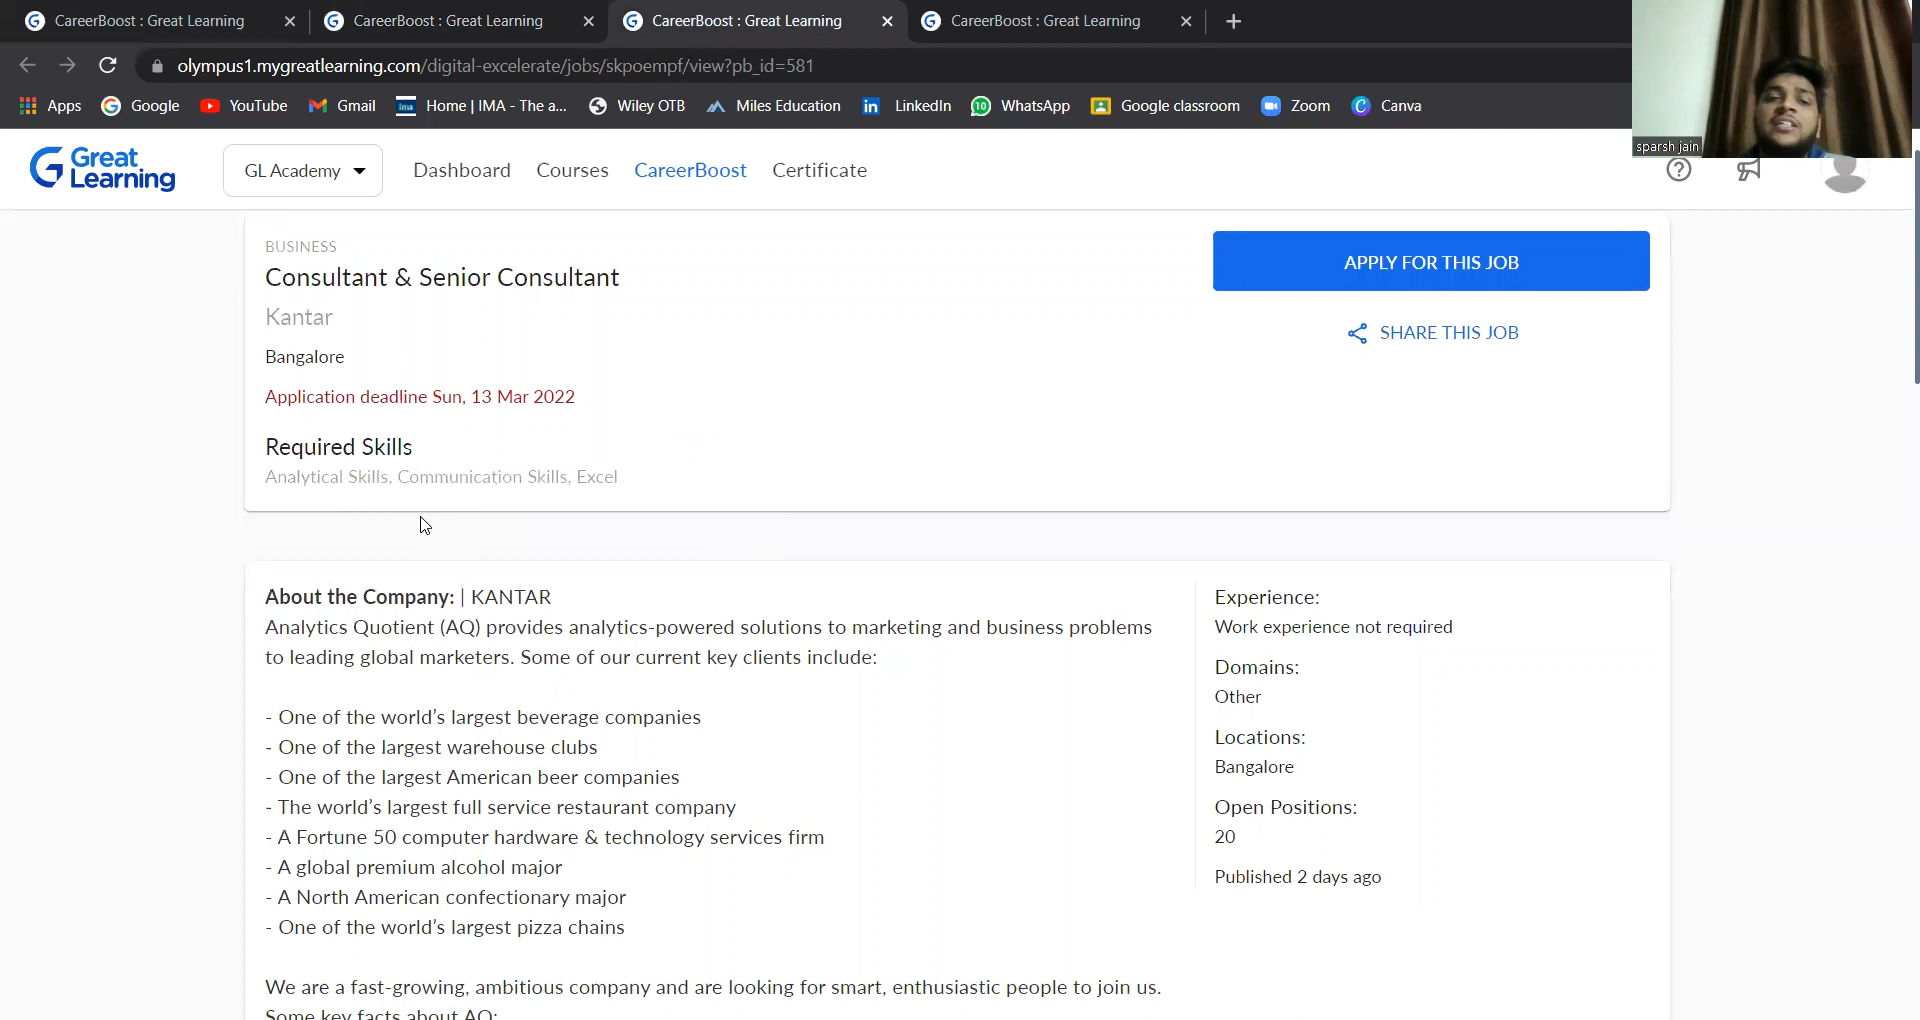 CareerBoost : Great Learning
CareerBoost : Great Learning
CareerBoost : Great Learning
CareerBoost : Great Learning
olympus1.mygreatlearning.com/digital-excelerate/jobs/skpoempf/view?pb_id=581
Apps
Google
YouTube
Gmail
ima
Home | IMA - The a...
Wiley OTB
Miles Education
in
LinkedIn
10
WhatsApp
Google classroom
Zoom
C
Canva
sparsh jain
G Great
Learning
GL Academy
Dashboard
Courses
CareerBoost
Certificate
?
BUSINESS
Consultant & Senior Consultant
Kantar
Bangalore
Application deadline Sun, 13 Mar 2022
Required Skills
Analytical Skills, Communication Skills, Excel
APPLY FOR THIS JOB
SHARE THIS JOB
About the Company: | KANTAR
Analytics Quotient (AQ) provides analytics-powered solutions to marketing and business problems
to leading global marketers. Some of our current key clients include:
- One of the world's largest beverage companies
- One of the largest warehouse clubs
- One of the largest American beer companies
- The world's largest full service restaurant company
- A Fortune 50 computer hardware & technology services firm
- A global premium alcohol major
- A North American confectionary major
- One of the world's largest pizza chains
We are a fast-growing, ambitious company and are looking for smart, enthusiastic people to join us.
Some key facts about AQ:
Experience:
Work experience not required
Domains:
Other
Locations:
Bangalore
Open Positions:
20
Published 2 days ago